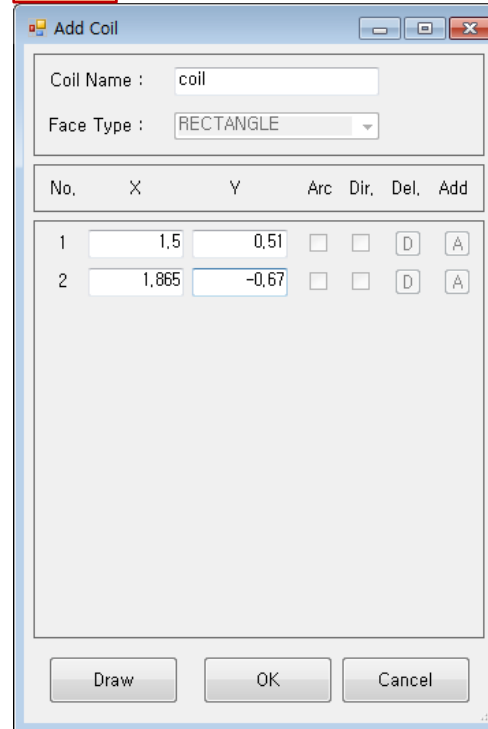 Add Coil
Coil Name : coil
Face Type : RECTANGLE
No. X Y Arc Dir. Del. Add
1 1.5 0.51 D A
2 1.865 -0.67 D A
Draw OK Cancel